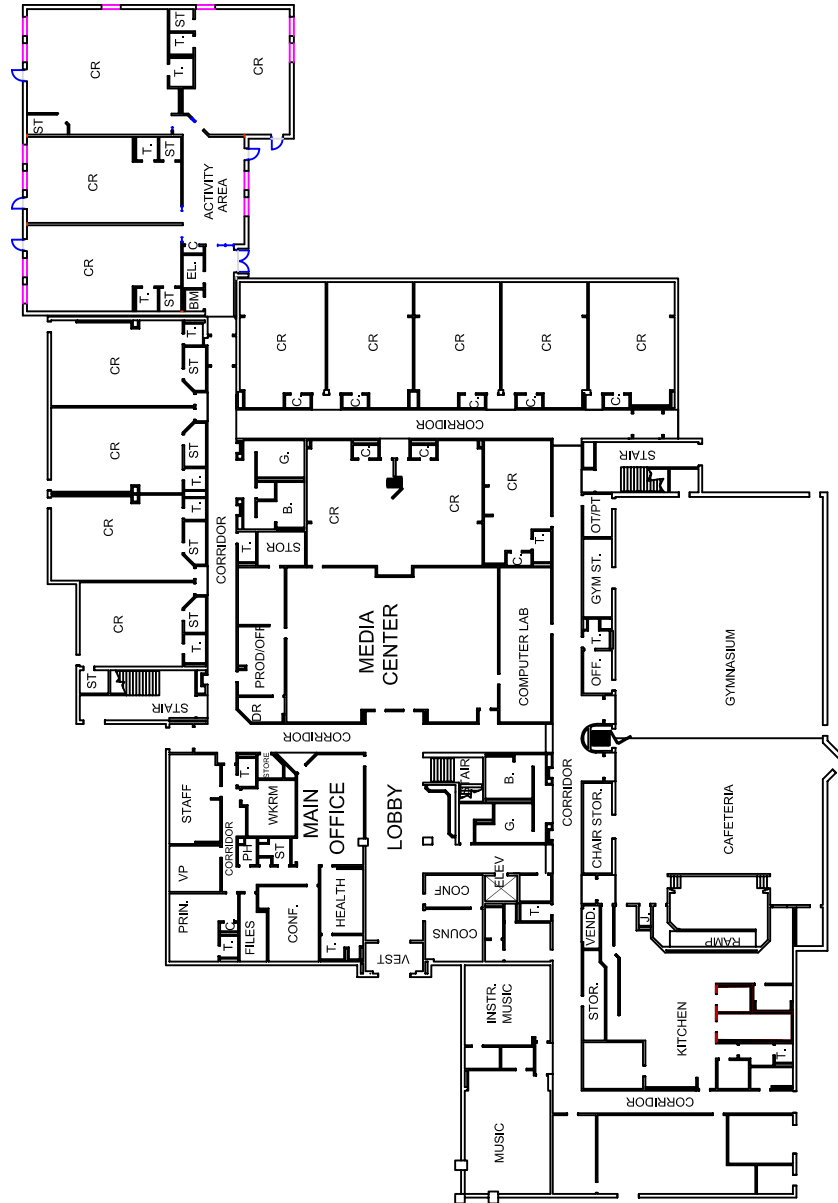 ST
T.
T.
CR
CR
ST
T.
ST
CR
ACTIVITY
AREA
C
CR
EL.
T.
ST
BM
T.
CR
ST
CR
CR
CR
CR
CR
C.
C.
C.
C.
C.
CORRIDOR
CR
ST
T.
G.
C.
C.
STAIR
CR
T.
B.
CR
CR
CR
OT/PT
ST
CORRIDOR
T.
STOR
C.
T.
GYM ST.
CR
ST
T.
PROD/OFF
MEDIA
CENTER
COMPUTER LAB
OFF.
T.
GYMNASIUM
ST
STAIR
DR
CORRIDOR
STAFF
T.
STORE
WKRM
MAIN
OFFICE
LOBBY
STAIR
B.
G.
CORRIDOR
CHAIR STOR.
CAFETERIA
VP
CORRIDOR
PH
ST
ELEV
CONF
PRIN.
C.
T.
FILES
CONF.
HEALTH
T.
VEST
COUNS
T.
VEND.
J.
RAMP
INSTR.
MUSIC
STOR.
KITCHEN
T.
MUSIC
CORRIDOR